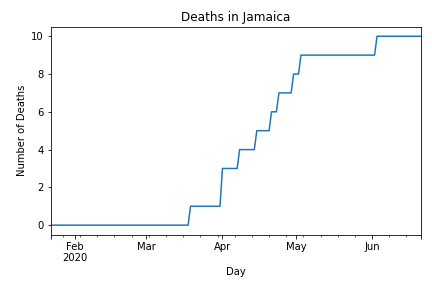 Deaths in Jamaica
Number of Deaths
10
8
6
4
2
0
Feb
2020
Mar
Apr
May
Jun
Day